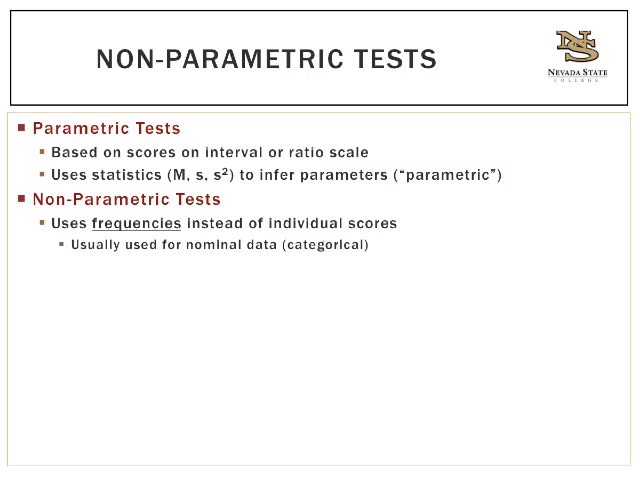 NON-PARAMETRIC TESTS
NS
NEVADA STATE
COLLEGE
Parametric Tests
Based on scores on interval or ratio scale
Uses statistics (M, s, s²) to infer parameters (“parametric”)
Non-Parametric Tests
Uses frequencies instead of individual scores
Usually used for nominal data (categorical)